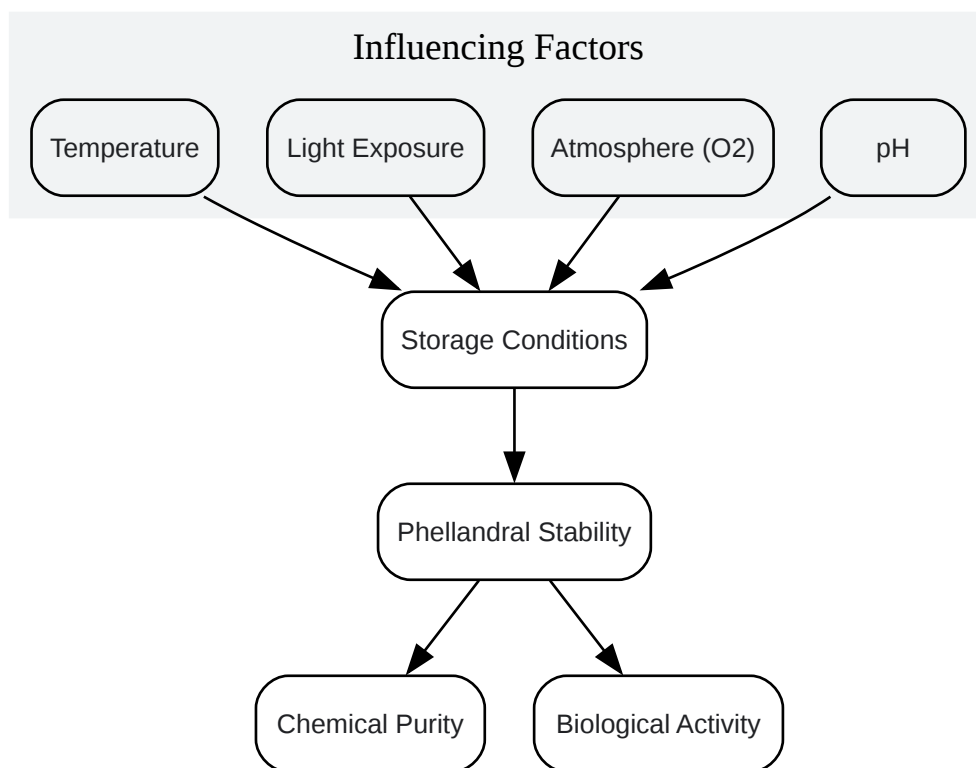 Influencing Factors
Temperature
Light Exposure
Atmosphere (O2)
pH
Storage Conditions
Phellandral Stability
Chemical Purity
Biological Activity